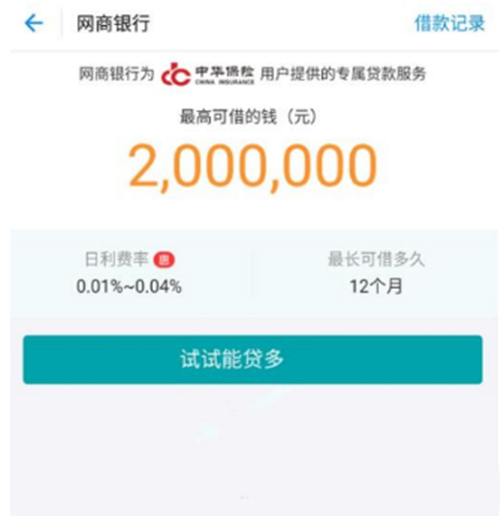 网商银行
借款记录
网商银行为 中华保险 CHINA INSURANCE 用户提供的专属贷款服务
最高可借的钱（元）
2,000,000
日利费率 惠
最长可借多久
0.01%~0.04%
12个月
试试能贷多